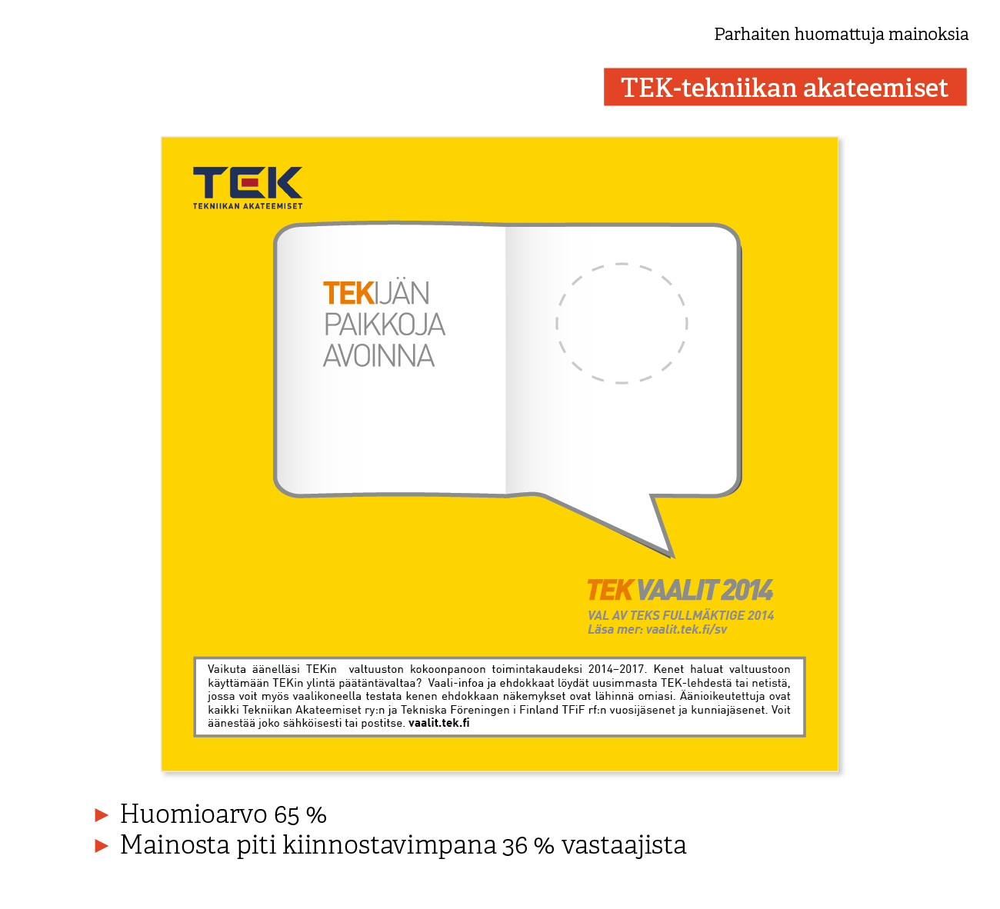 Parhaiten huomattuja mainoksia
TEK-tekniikan akateemiset
TEK
TEKNIIKAN AKATEEMISET
TEKIJÄN
PAIKKOJA
AVOINNA
TEK VAALIT 2014
VAL AV TEKS FULLMÄKTIGE 2014
Läsa mer: vaalit.tek.fi/sv
Vaikuta äänelläsi TEKin valtuuston kokoonpanoon toimintakaudeksi 2014–2017. Kenet haluat valtuustoon
käyttämään TEKin ylintä päätäntävaltaa? Vaali-infoa ja ehdokkaat löydät uusimmasta TEK-lehdestä tai netistä,
jossa voit myös vaalikoneella testata kenen ehdokkaan näkemykset ovat lähinnä omiasi. Äänioikeutettuja ovat
kaikki Tekniikan Akateemiset ry:n ja Tekniska Föreningen i Finland TFiF rf:n vuosijäsenet ja kunniajäsenet. Voit
äänestää joko sähköisesti tai postitse. vaalit.tek.fi
► Huomioarvo 65 %
► Mainosta piti kiinnostavimpana 36 % vastaajista